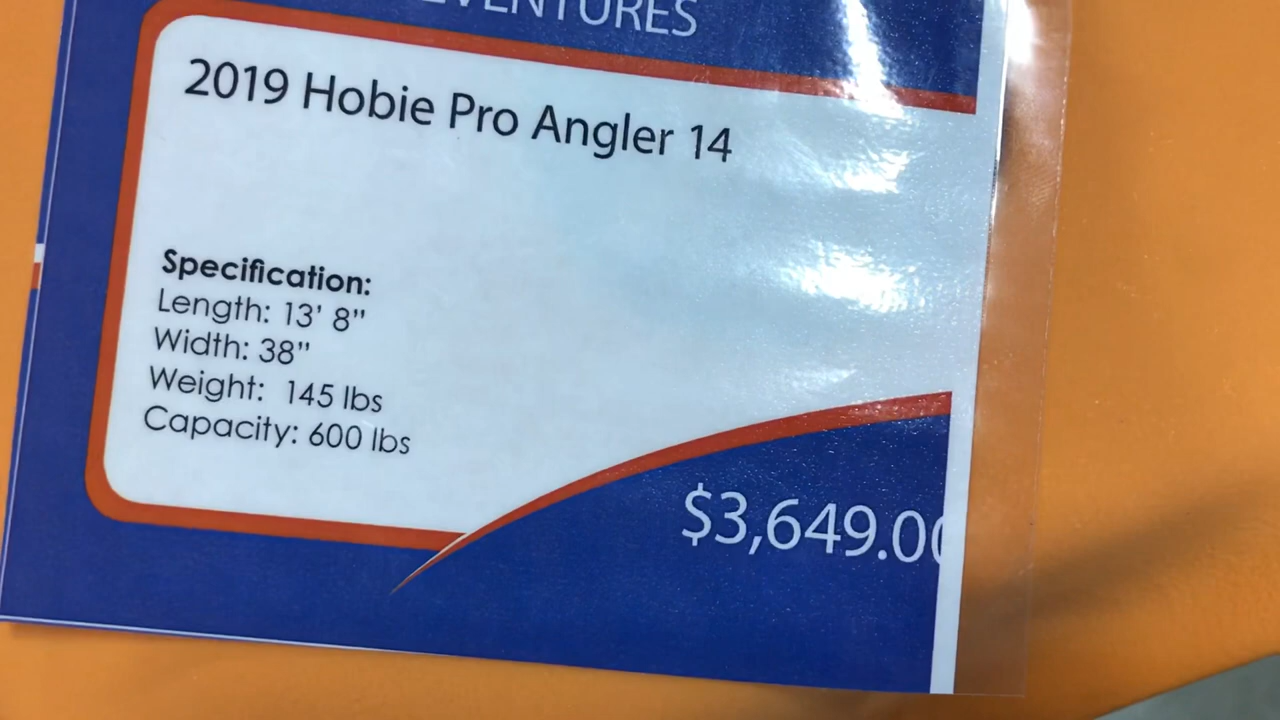 2019 Hobie Pro Angler 14
Specification:
Length: 13' 8"
Width: 38"
Weight: 145 lbs
Capacity: 600 lbs
$3,649.00